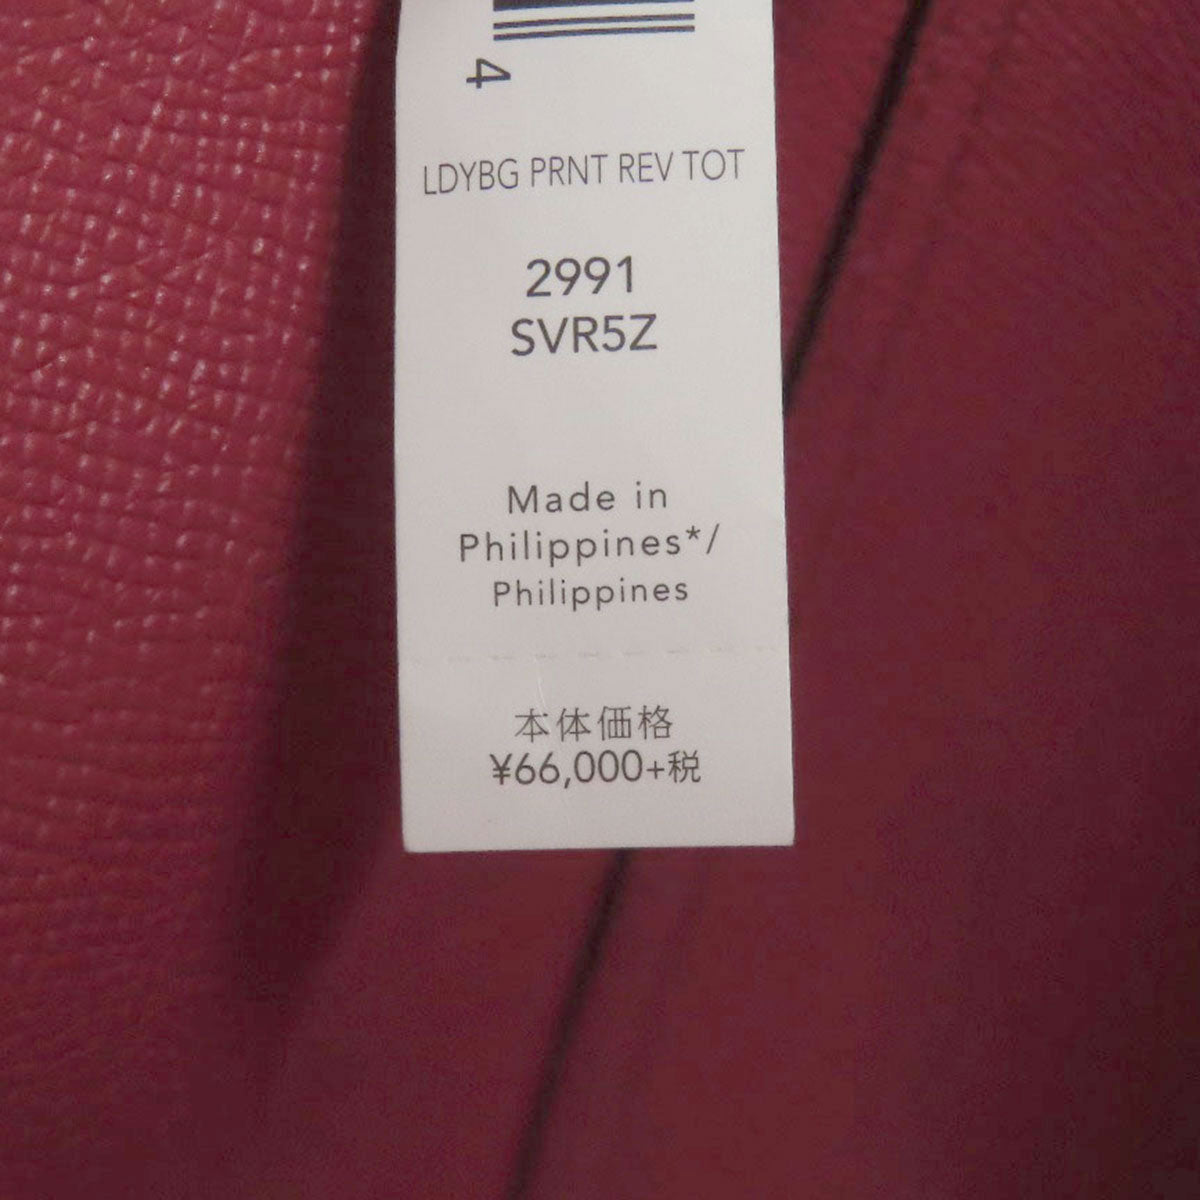 4
LDYBG PRNT REV TOT
2991
SVR5Z
Made in
Philippines*/
Philippines
本体価格
¥66,000+税